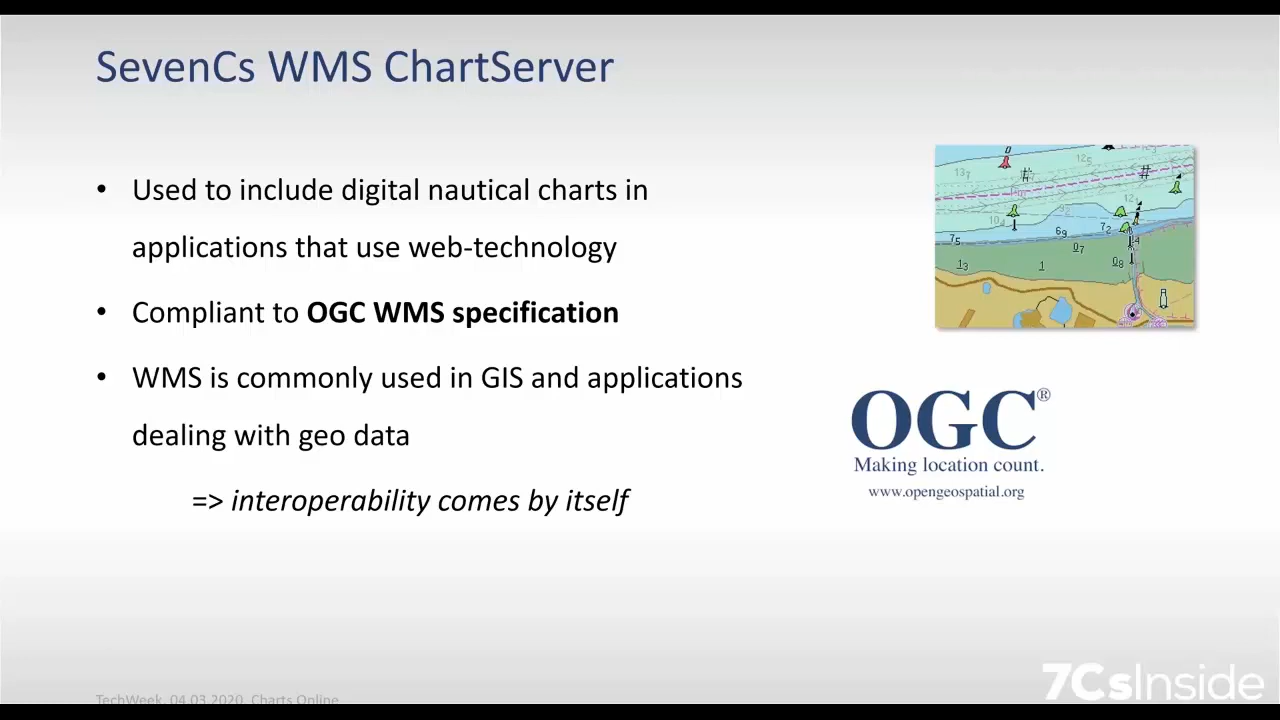 SevenCs WMS ChartServer
• Used to include digital nautical charts in
applications that use web-technology
• Compliant to OGC WMS specification
• WMS is commonly used in GIS and applications
dealing with geo data
=> interoperability comes by itself
OGC®
Making location count.
www.opengeospatial.org
TechWeek, 04.03.2020, Charts Online
7CsInside